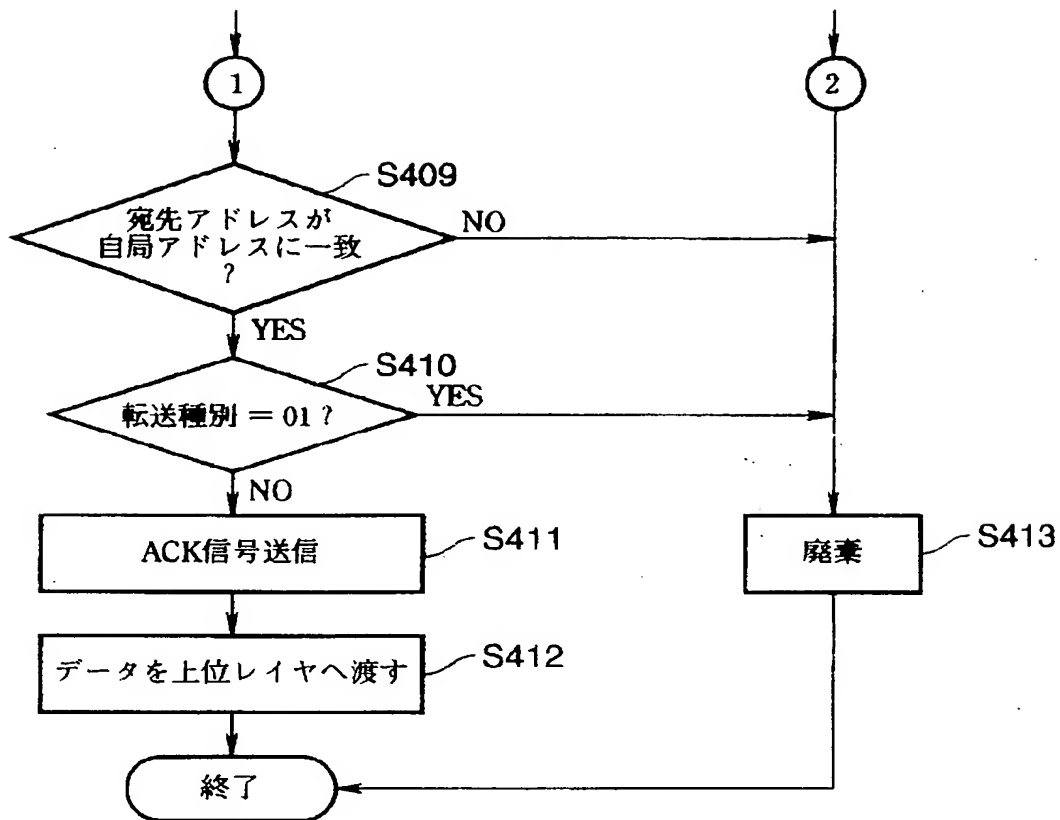 1
2
S409
宛先アドレスが
自局アドレスに一致
?
NO
YES
S410
転送種別 = 01 ?
YES
NO
ACK信号送信
S411
廃棄
S413
データを上位レイヤへ渡す
S412
終了